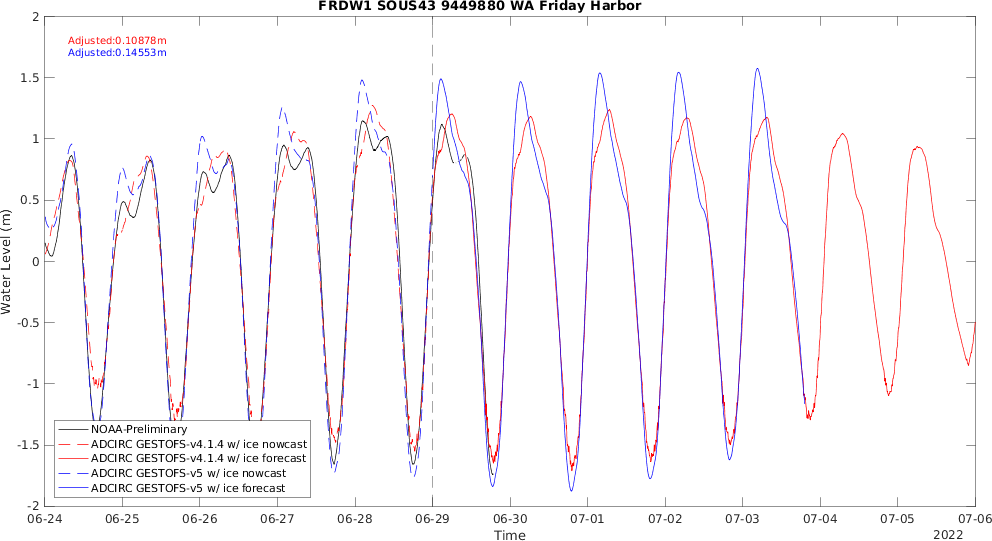 FRDW1 SOUS43 9449880 WA Friday Harbor
Adjusted:0.10878m
Adjusted:0.14553m
2
1.5
1
0.5
0
-0.5
-1
-1.5
-2
Water Level (m)
NOAA-Preliminary
ADCIRC GESTOFS-v4.1.4 w/ ice nowcast
ADCIRC GESTOFS-v4.1.4 w/ ice forecast
ADCIRC GESTOFS-v5 w/ ice nowcast
ADCIRC GESTOFS-v5 w/ ice forecast
06-24 06-25 06-26 06-27 06-28 06-29 06-30 07-01 07-02 07-03 07-04 07-05 07-06
Time
2022